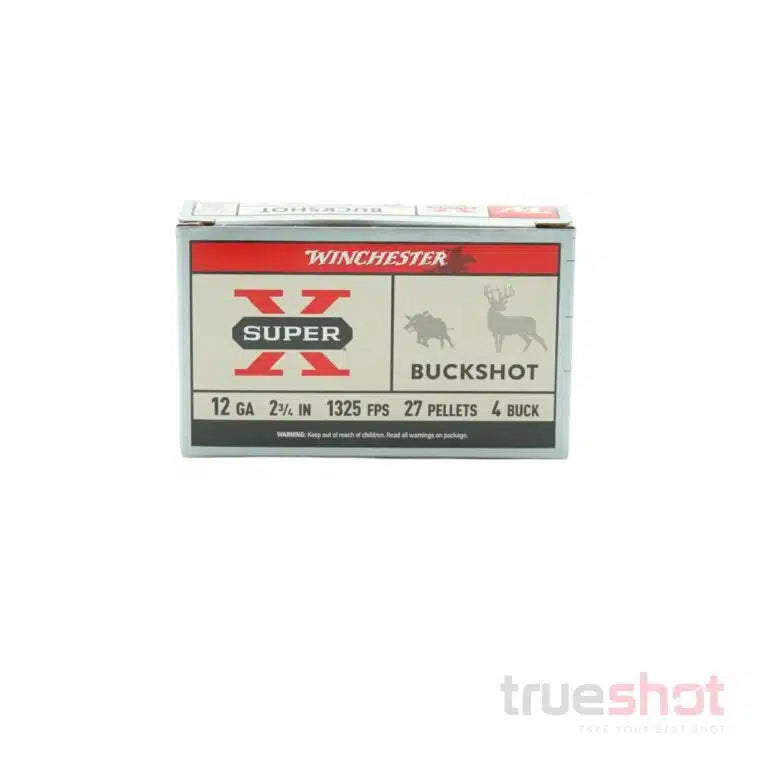 BUCKSHOT
WINCHESTER
SUPER X
BUCKSHOT
12 GA 2¾ IN 1325 FPS 27 PELLETS 4 BUCK
WARNING: Keep out of reach of children. Read all warnings on package.
trueshot
TAKE YOUR BEST SHOT